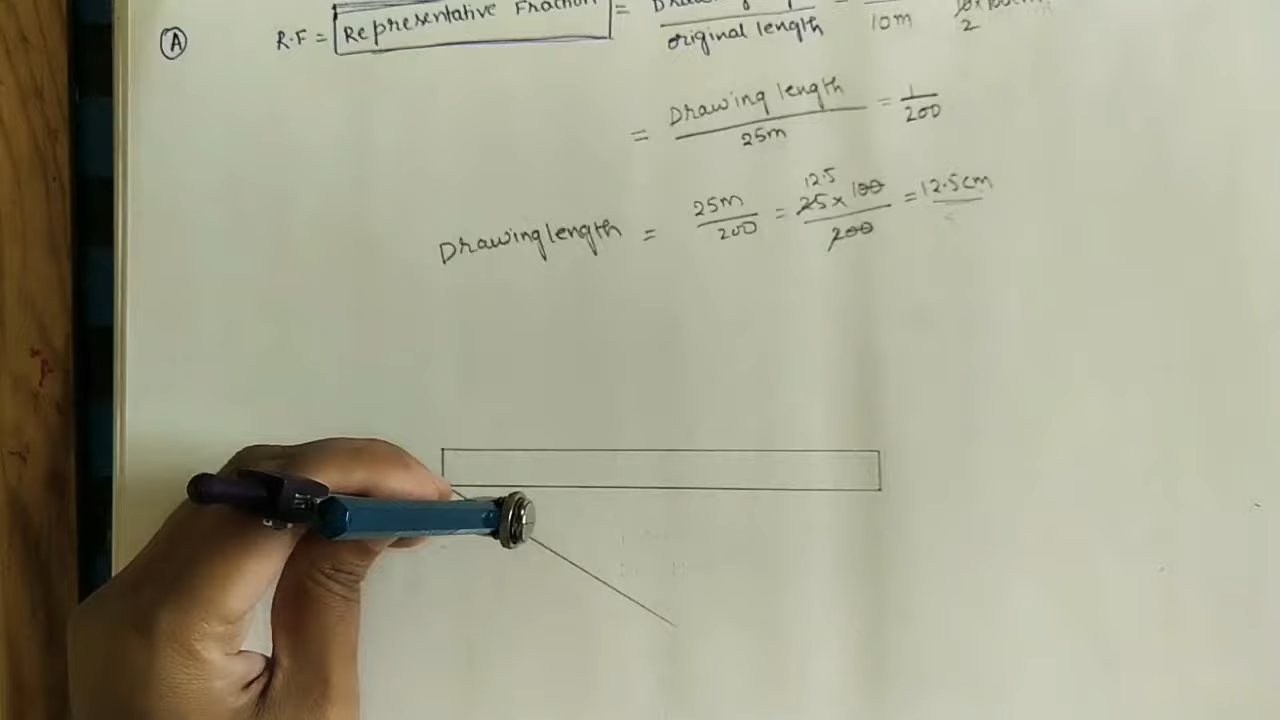 Ⓐ R.F = Representative Fraction = original length = 10m 2
= Drawing length / 25m = 1/200
Drawing length = 25m/200 = 12.5 25 x 100 / 200 = 12.5cm